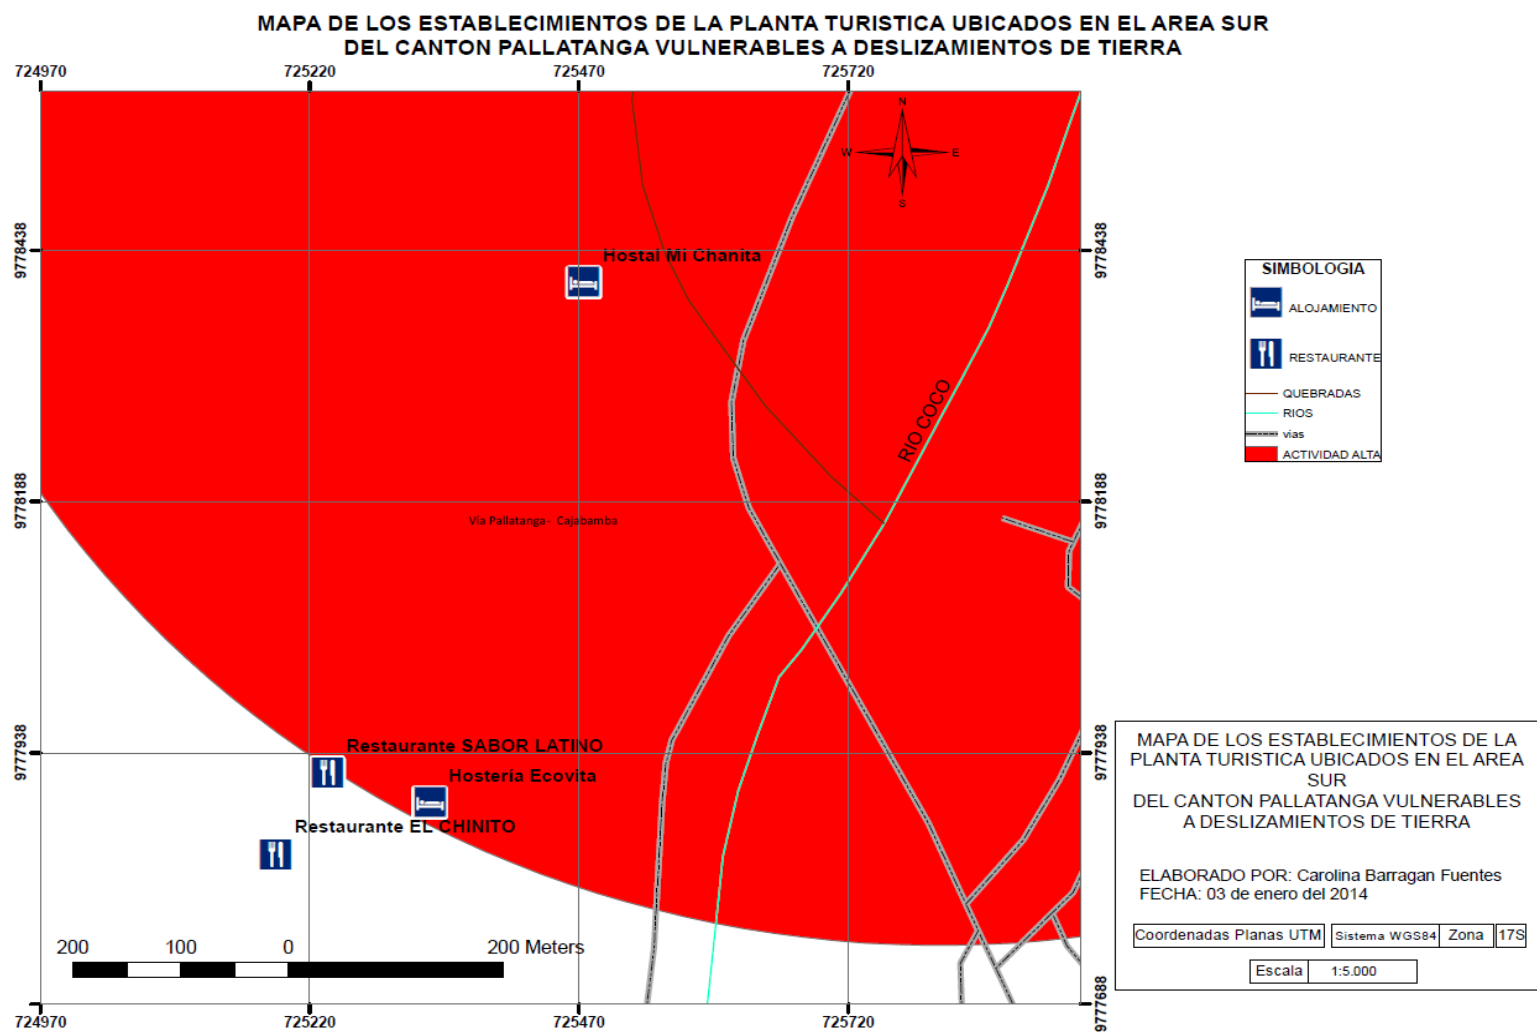 MAPA DE LOS ESTABLECIMIENTOS DE LA PLANTA TURISTICA UBICADOS EN EL AREA SUR
DEL CANTON PALLATANGA VULNERABLES A DESLIZAMIENTOS DE TIERRA
724970 725220 725470 725720
N
W E
S
9778438 9778438
Hostal Mi Chanita
SIMBOLOGIA
ALOJAMIENTO
RESTAURANTE
QUEBRADAS
RIOS
vias
ACTIVIDAD ALTA
RIO COCO
9778188 9778188
Vía Pallatanga- Cajabamba
9777938 9777938
Restaurante SABOR LATINO
Hosteria Ecovita
Restaurante EL CHINITO
200 100 0 200 Meters
9777688
724970 725220 725470 725720
MAPA DE LOS ESTABLECIMIENTOS DE LA
PLANTA TURISTICA UBICADOS EN EL AREA
SUR
DEL CANTON PALLATANGA VULNERABLES
A DESLIZAMIENTOS DE TIERRA
ELABORADO POR: Carolina Barragan Fuentes
FECHA: 03 de enero del 2014
Coordenadas Planas UTM Sistema WGS84 Zona 17S
Escala 1:5.000